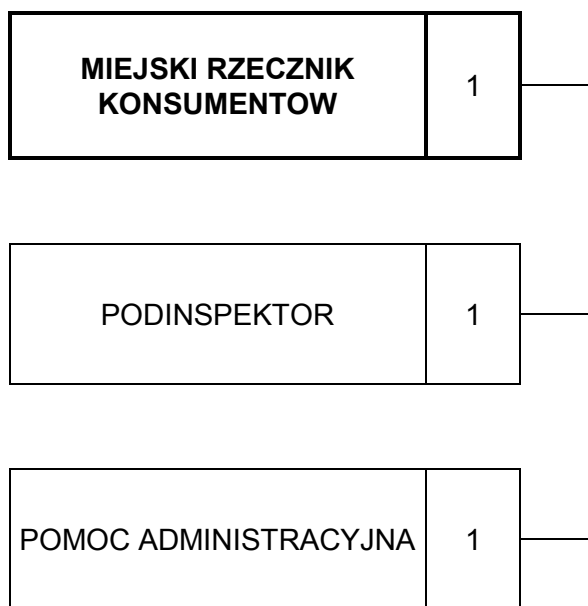 MIEJSKI RZECZNIK
KONSUMENTOW
1
PODINSPEKTOR
1
POMOC ADMINISTRACYJNA
1